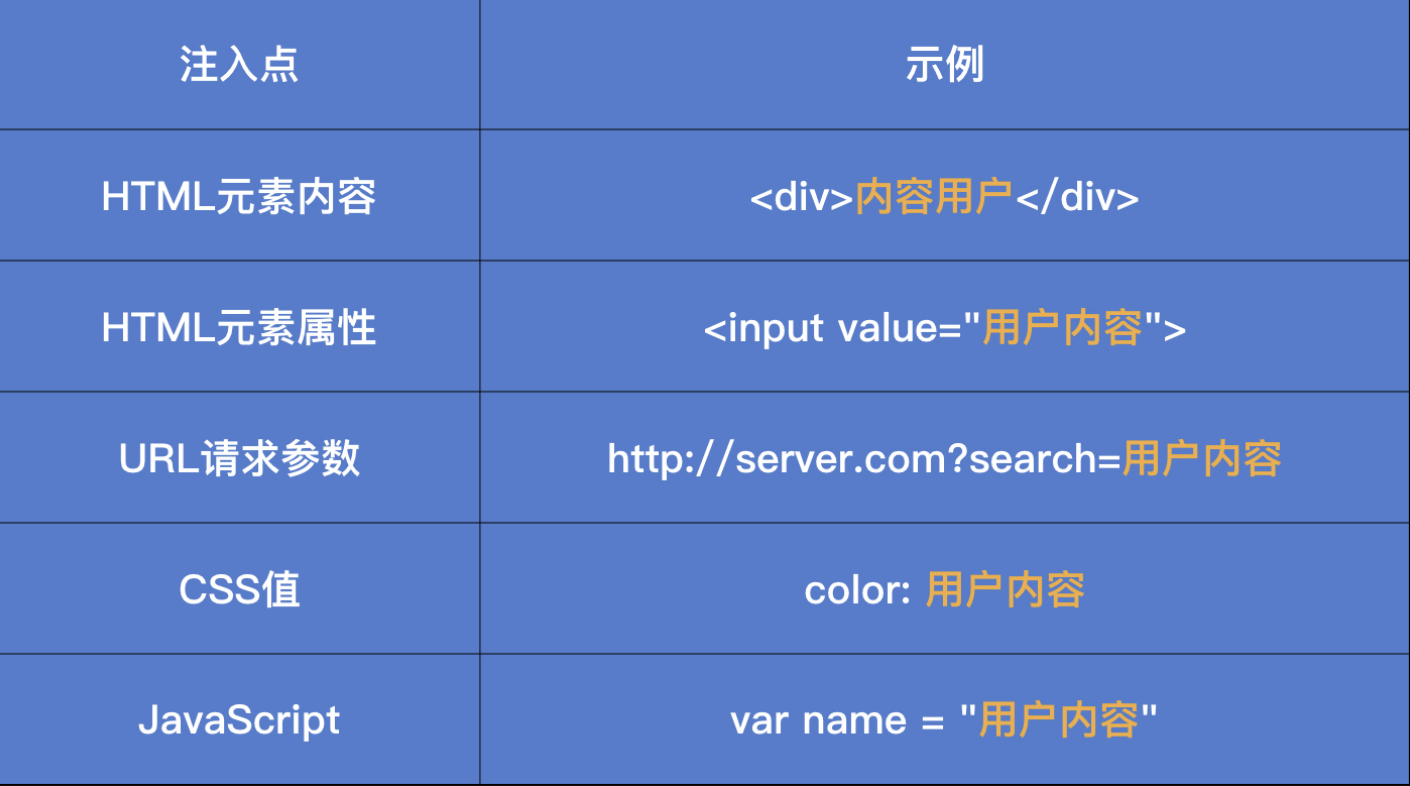 注入点 示例
HTML元素内容 <div>内容用户</div>
HTML元素属性 <input value="用户内容">
URL请求参数 http://server.com?search=用户内容
CSS值 color: 用户内容
JavaScript var name = "用户内容"